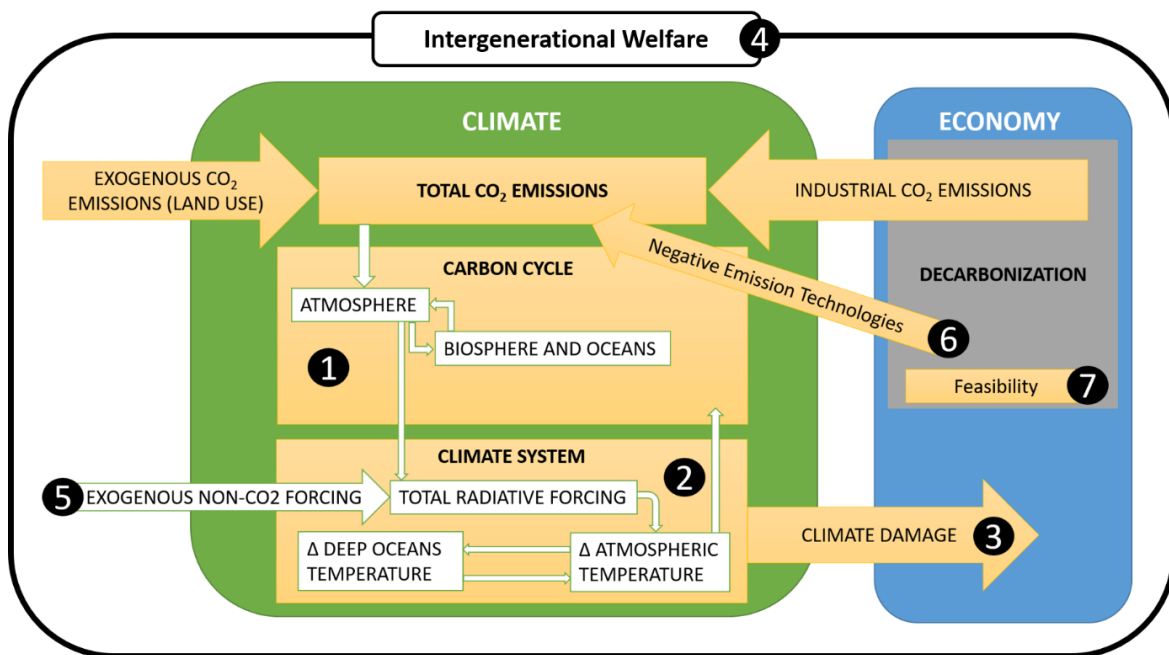 Intergenerational Welfare 4
CLIMATE
ECONOMY
EXOGENOUS CO₂
EMISSIONS (LAND USE)
TOTAL CO₂ EMISSIONS
INDUSTRIAL CO₂ EMISSIONS
Negative Emission Technologies
6
DECARBONIZATION
Feasibility 7
CARBON CYCLE
ATMOSPHERE
BIOSPHERE AND OCEANS
1
CLIMATE SYSTEM
2
5 EXOGENOUS NON-CO2 FORCING
TOTAL RADIATIVE FORCING
Δ DEEP OCEANS
TEMPERATURE
Δ ATMOSPHERIC
TEMPERATURE
CLIMATE DAMAGE 3